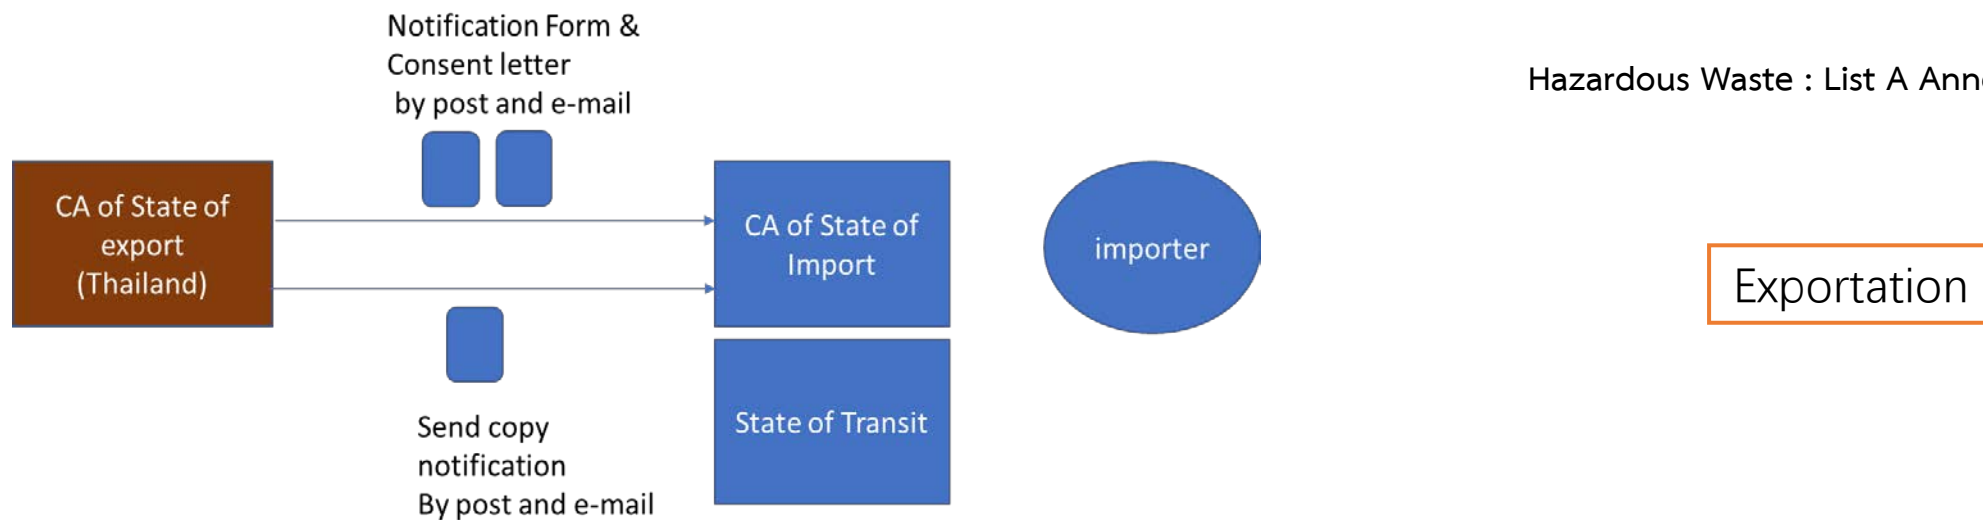 Notification Form &
Consent letter
by post and e-mail
Hazardous Waste : List A
CA of State of
export
(Thailand)
CA of State of
Import
importer
Exportation
State of Transit
Send copy
notification
By post and e-mail